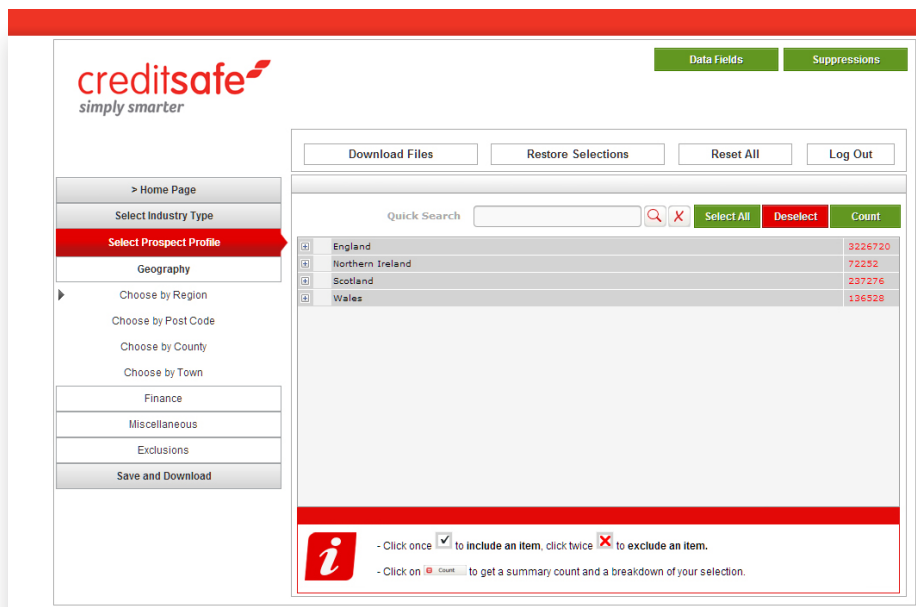 Data Fields
Suppressions
creditsafe
simply smarter
Download Files
Restore Selections
Reset All
Log Out
> Home Page
Select Industry Type
Select Prospect Profile
Geography
Choose by Region
Choose by Post Code
Choose by County
Choose by Town
Finance
Miscellaneous
Exclusions
Save and Download
Quick Search
Select All
Deselect
Count
England 3226720
Northern Ireland 72252
Scotland 237276
Wales 136528
- Click once to include an item, click twice to exclude an item.
- Click on Count to get a summary count and a breakdown of your selection.